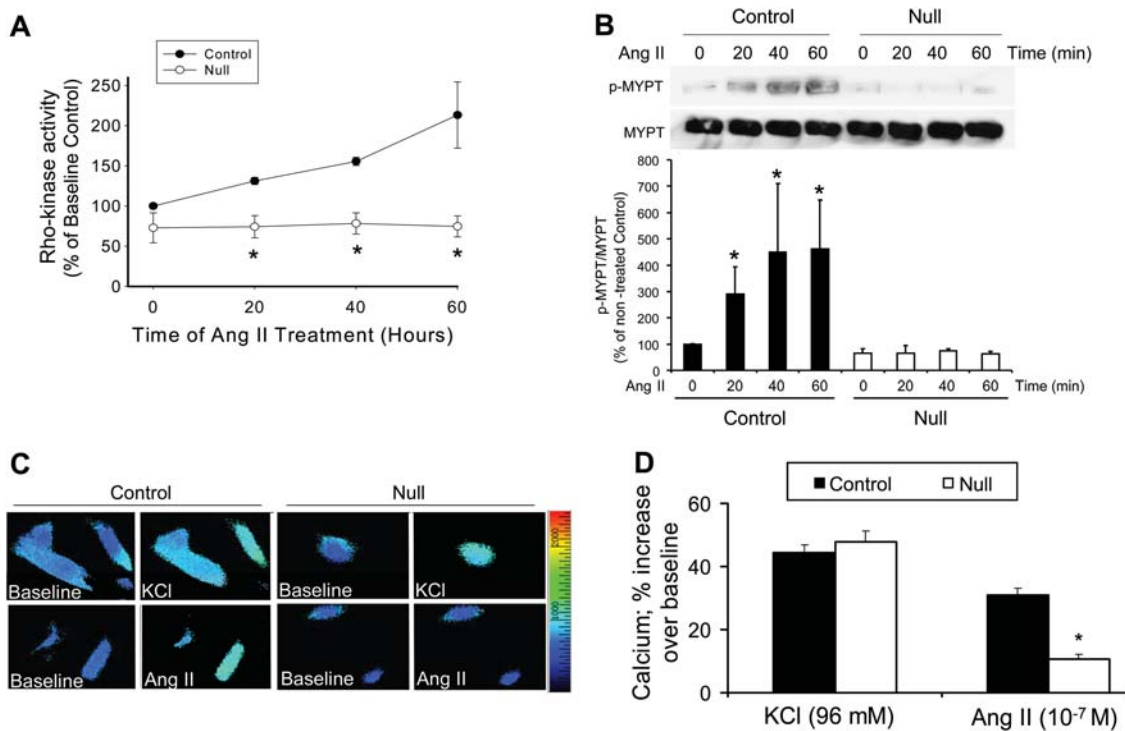 A
Control
Null
250
200
150
100
50
0
Rho-kinase activity
(% of Baseline Control)
*
*
*
0 20 40 60
Time of Ang II Treatment (Hours)
B
Control Null
Ang II 0 20 40 60 0 20 40 60 Time (min)
p-MYPT
MYPT
800
700
600
500
400
300
200
100
0
p-MYPT/MYPT
(% of non -treated Control)
*
*
*
Ang II 0 20 40 60 0 20 40 60 Time (min)
Control Null
C
Control Null
Baseline KCl Baseline KCl
Baseline Ang II Baseline Ang II
2000
1000
D
Control Null
60
40
20
0
Calcium; % increase
over baseline
*
KCl (96 mM) Ang II (10⁻⁷ M)